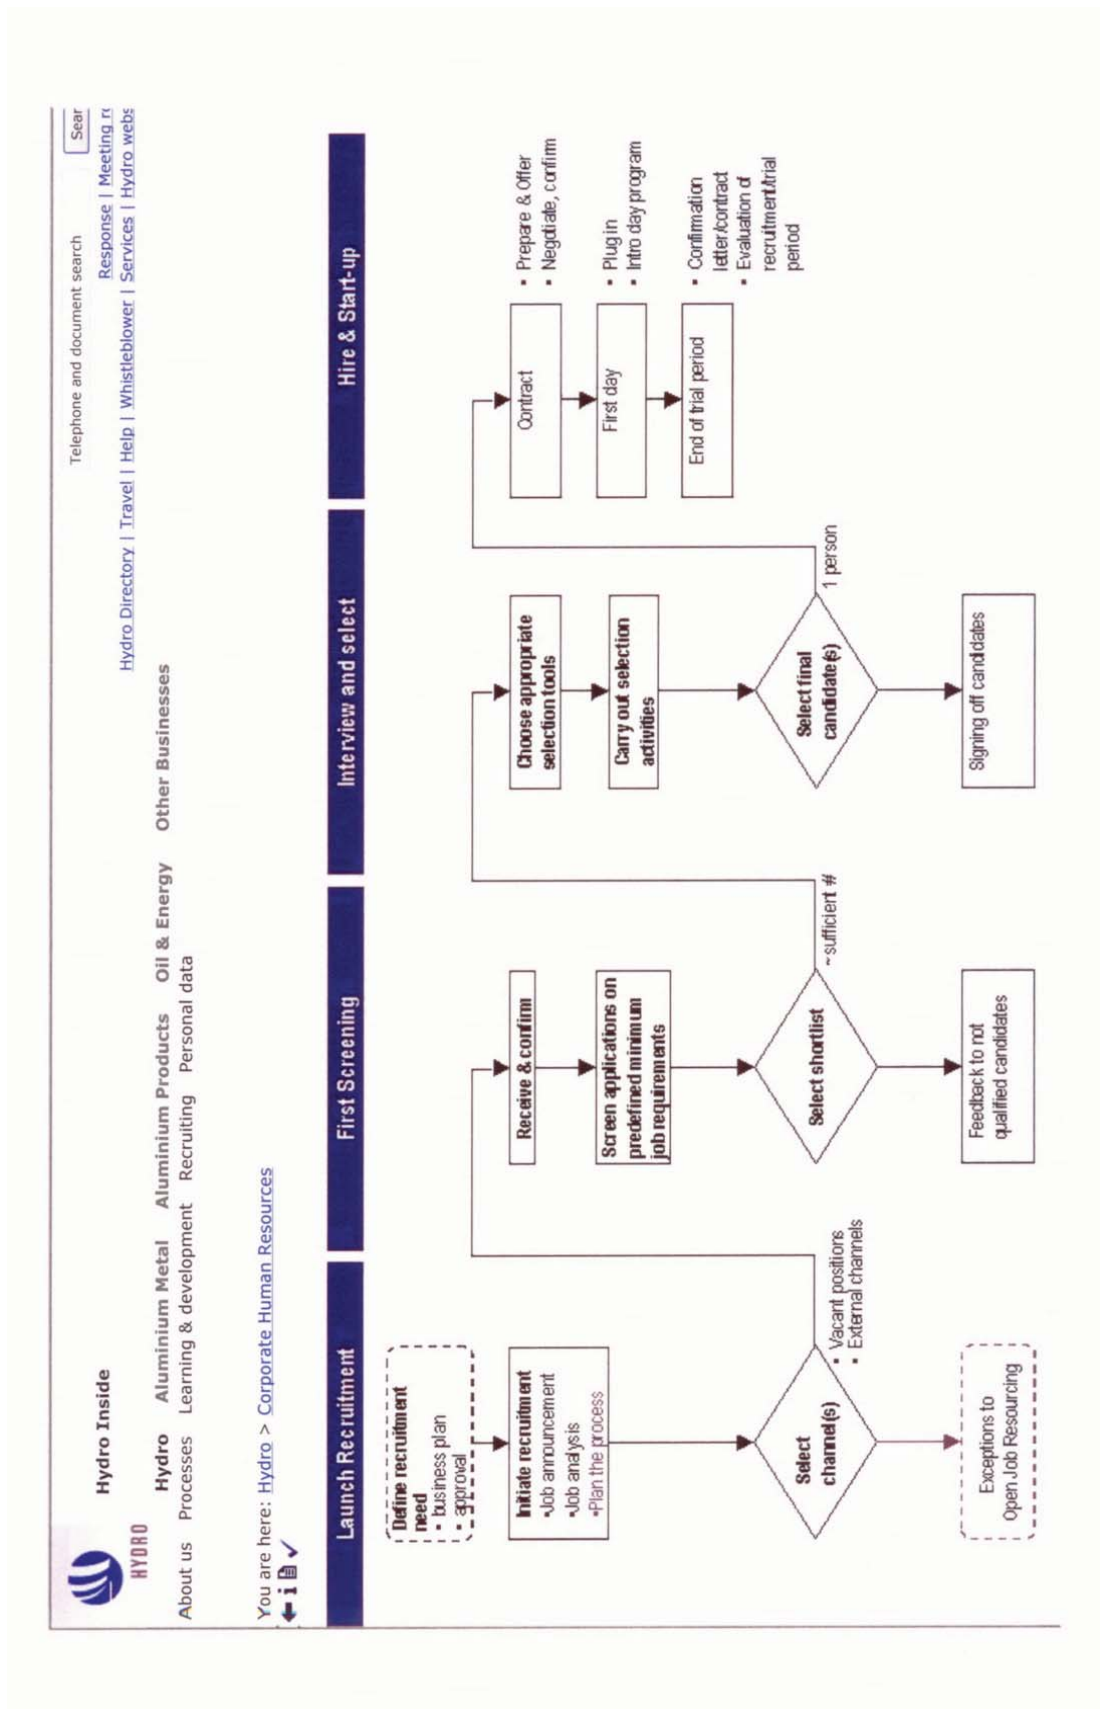 Telephone and document search
Sear
Hydro Inside
Response | Meeting r
HYDRO
Hydro Directory | Travel | Help | Whistleblower | Services | Hydro webs
Hydro Aluminium Metal Aluminium Products Oil & Energy Other Businesses
About us Processes Learning & development Recruiting Personal data
You are here: Hydro > Corporate Human Resources
Launch Recruitment
First Screening
Interview and select
Hire & Start-up
Define recruitment
need
▪ business plan
▪ approval
Initiate recruitment
•Job announcement
•Job analysis
•Plan the process
Select
channel(s)
▪ Vacant positions
▪ External channels
Exceptions to
Open Job Resourcing
Receive & confirm
Screen applications on
predefined minimum
job requirements
Select shortlist
~sufficient #
Feedback to not
qualified candidates
Choose appropriate
selection tools
Carry out selection
activities
Select final
candidate(s)
1 person
Signing off candidates
Contract
▪ Prepare & Offer
▪ Negotiate, confirm
First day
▪ Plug in
▪ Intro day program
End of trial period
▪ Confirmation
letter/contract
▪ Evaluation of
recruitment/trial
period